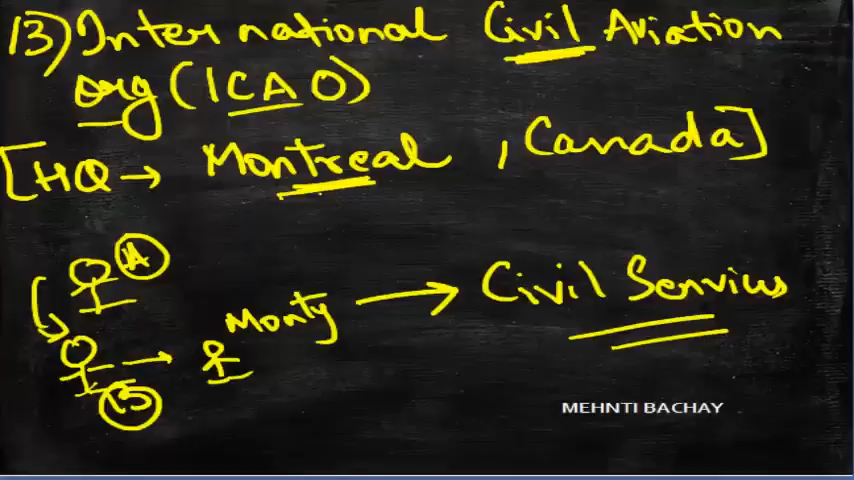 13) International Civil Aviation
org (ICAO)
[HQ → Montreal, Canada]
A
Monty → Civil Services
B
MEHNTI BACHAY